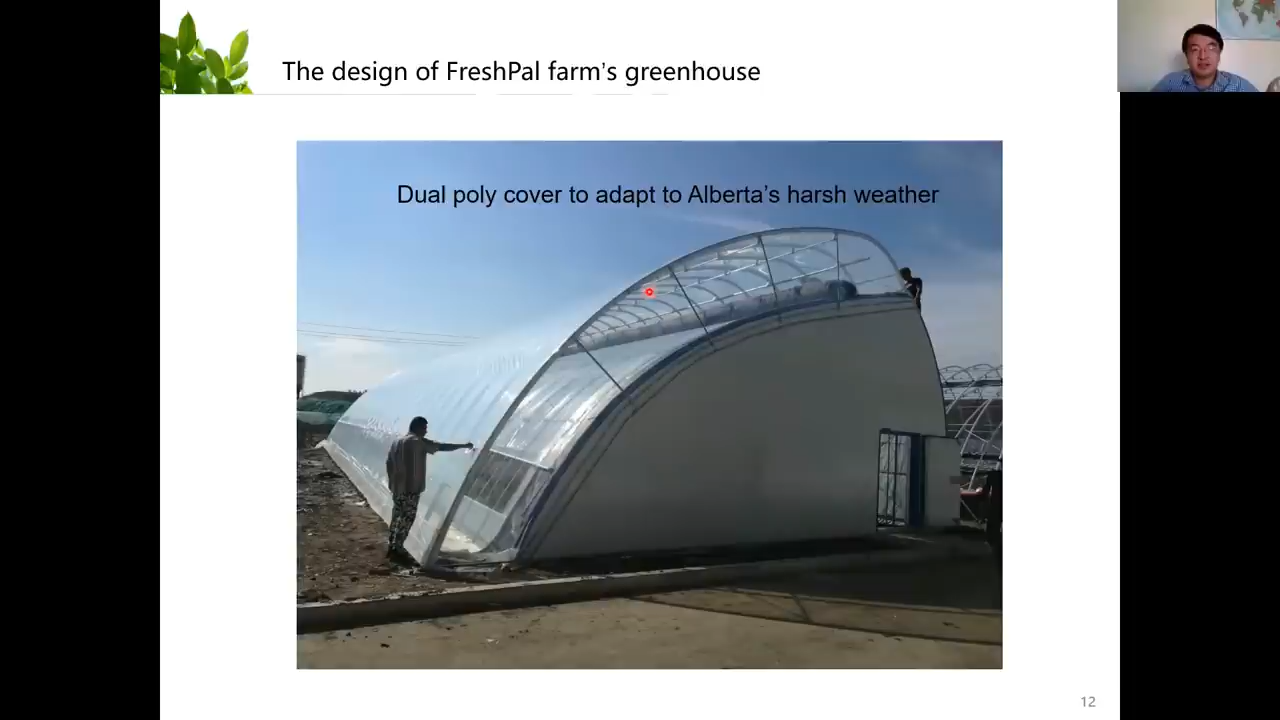 The design of FreshPal farm's greenhouse
Dual poly cover to adapt to Alberta's harsh weather
12